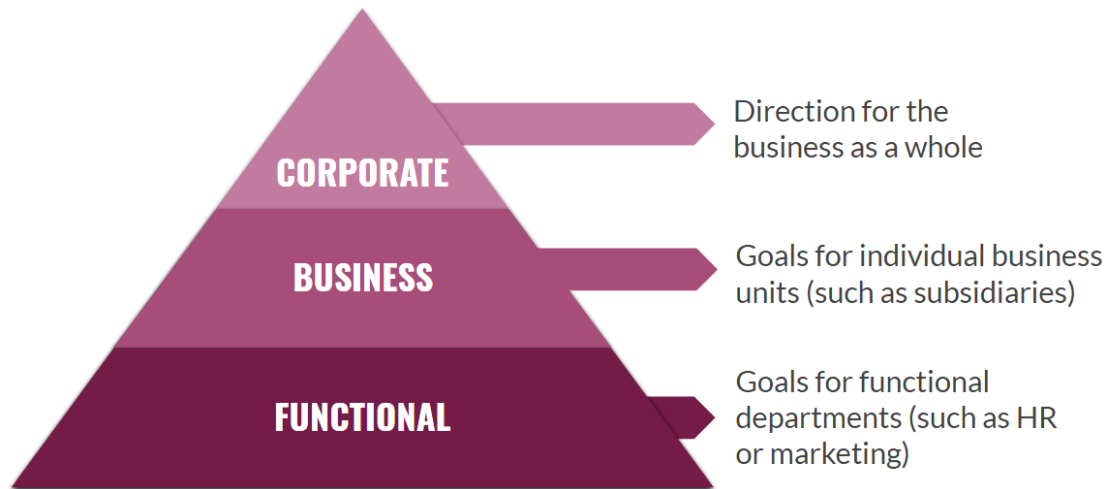 CORPORATE
Direction for the
business as a whole
BUSINESS
Goals for individual business
units (such as subsidiaries)
FUNCTIONAL
Goals for functional
departments (such as HR
or marketing)